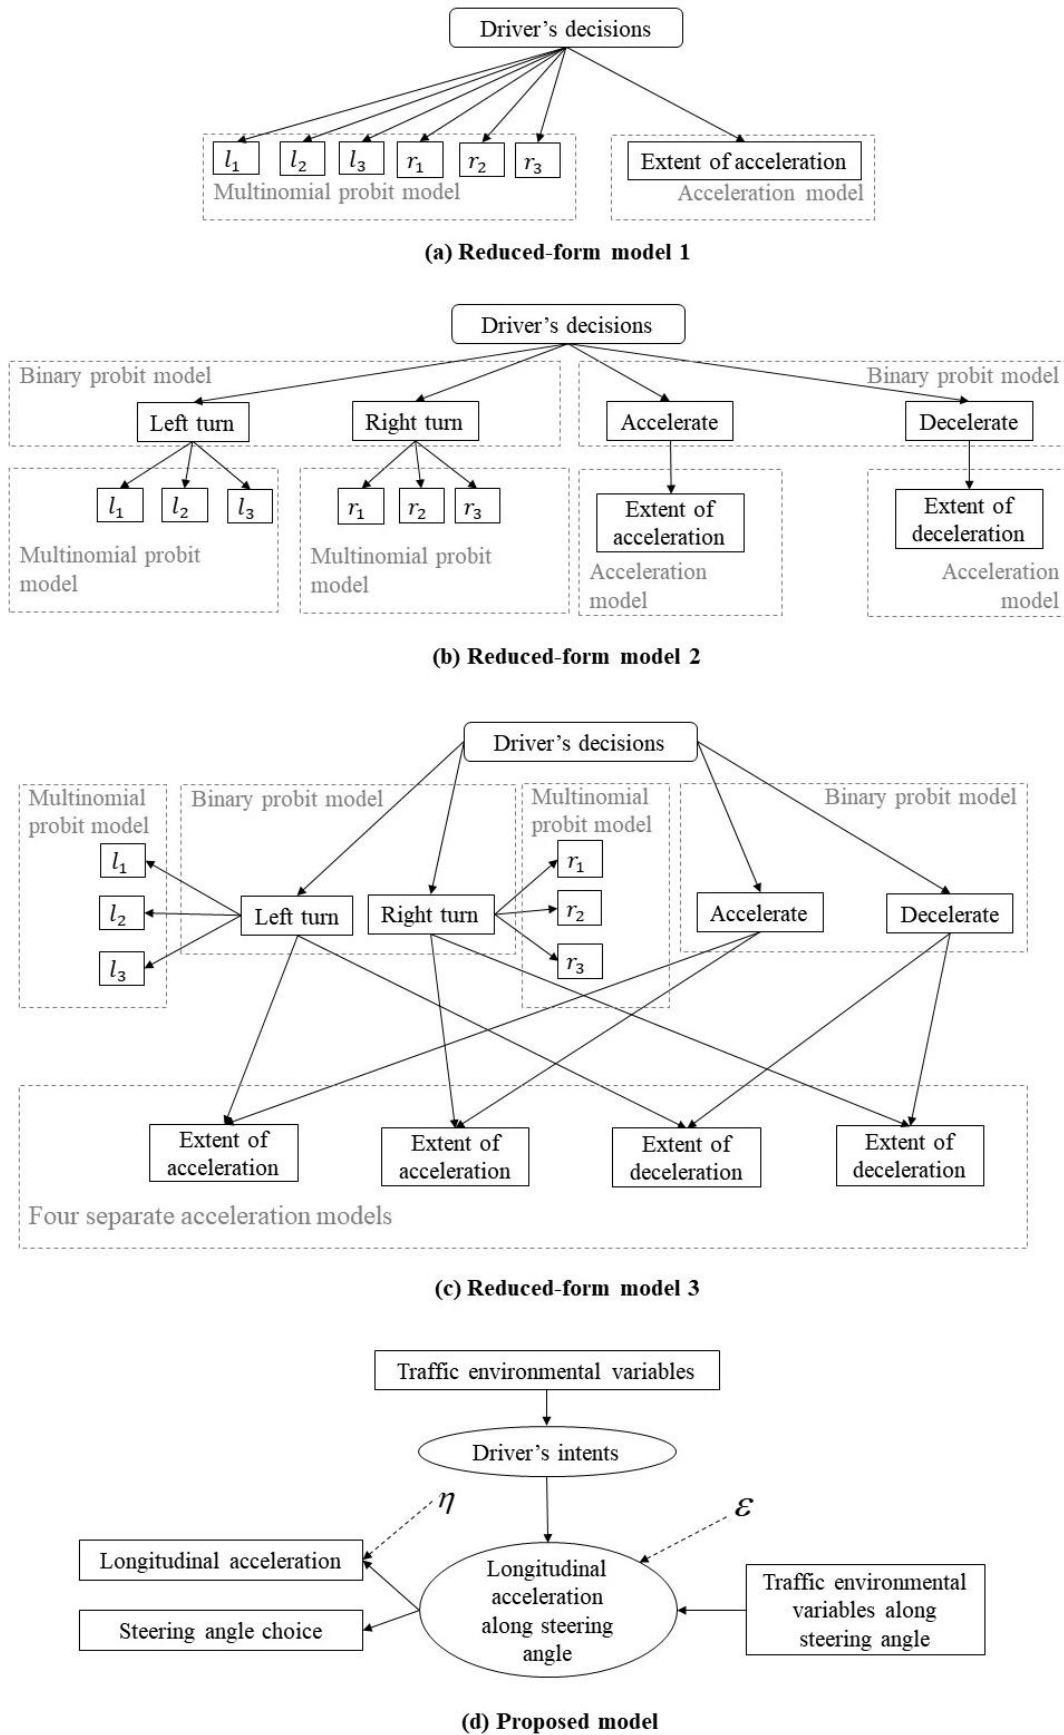 Driver's decisions
l₁ l₂ l₃ r₁ r₂ r₃
Extent of acceleration
Multinomial probit model
Acceleration model
(a) Reduced-form model 1
Driver's decisions
Binary probit model
Binary probit model
Left turn
Right turn
Accelerate
Decelerate
l₁ l₂ l₃
r₁ r₂ r₃
Extent of
acceleration
Extent of
deceleration
Multinomial probit
model
Multinomial probit
model
Acceleration
model
Acceleration
model
(b) Reduced-form model 2
Driver's decisions
Multinomial
probit model
Binary probit model
Multinomial
probit model
Binary probit model
l₁
l₂
l₃
Left turn
Right turn
r₁
r₂
r₃
Accelerate
Decelerate
Extent of
acceleration
Extent of
acceleration
Extent of
deceleration
Extent of
deceleration
Four separate acceleration models
(c) Reduced-form model 3
Traffic environmental variables
Driver's intents
η
ε
Longitudinal acceleration
Steering angle choice
Longitudinal
acceleration
along steering
angle
Traffic environmental
variables along
steering angle
(d) Proposed model